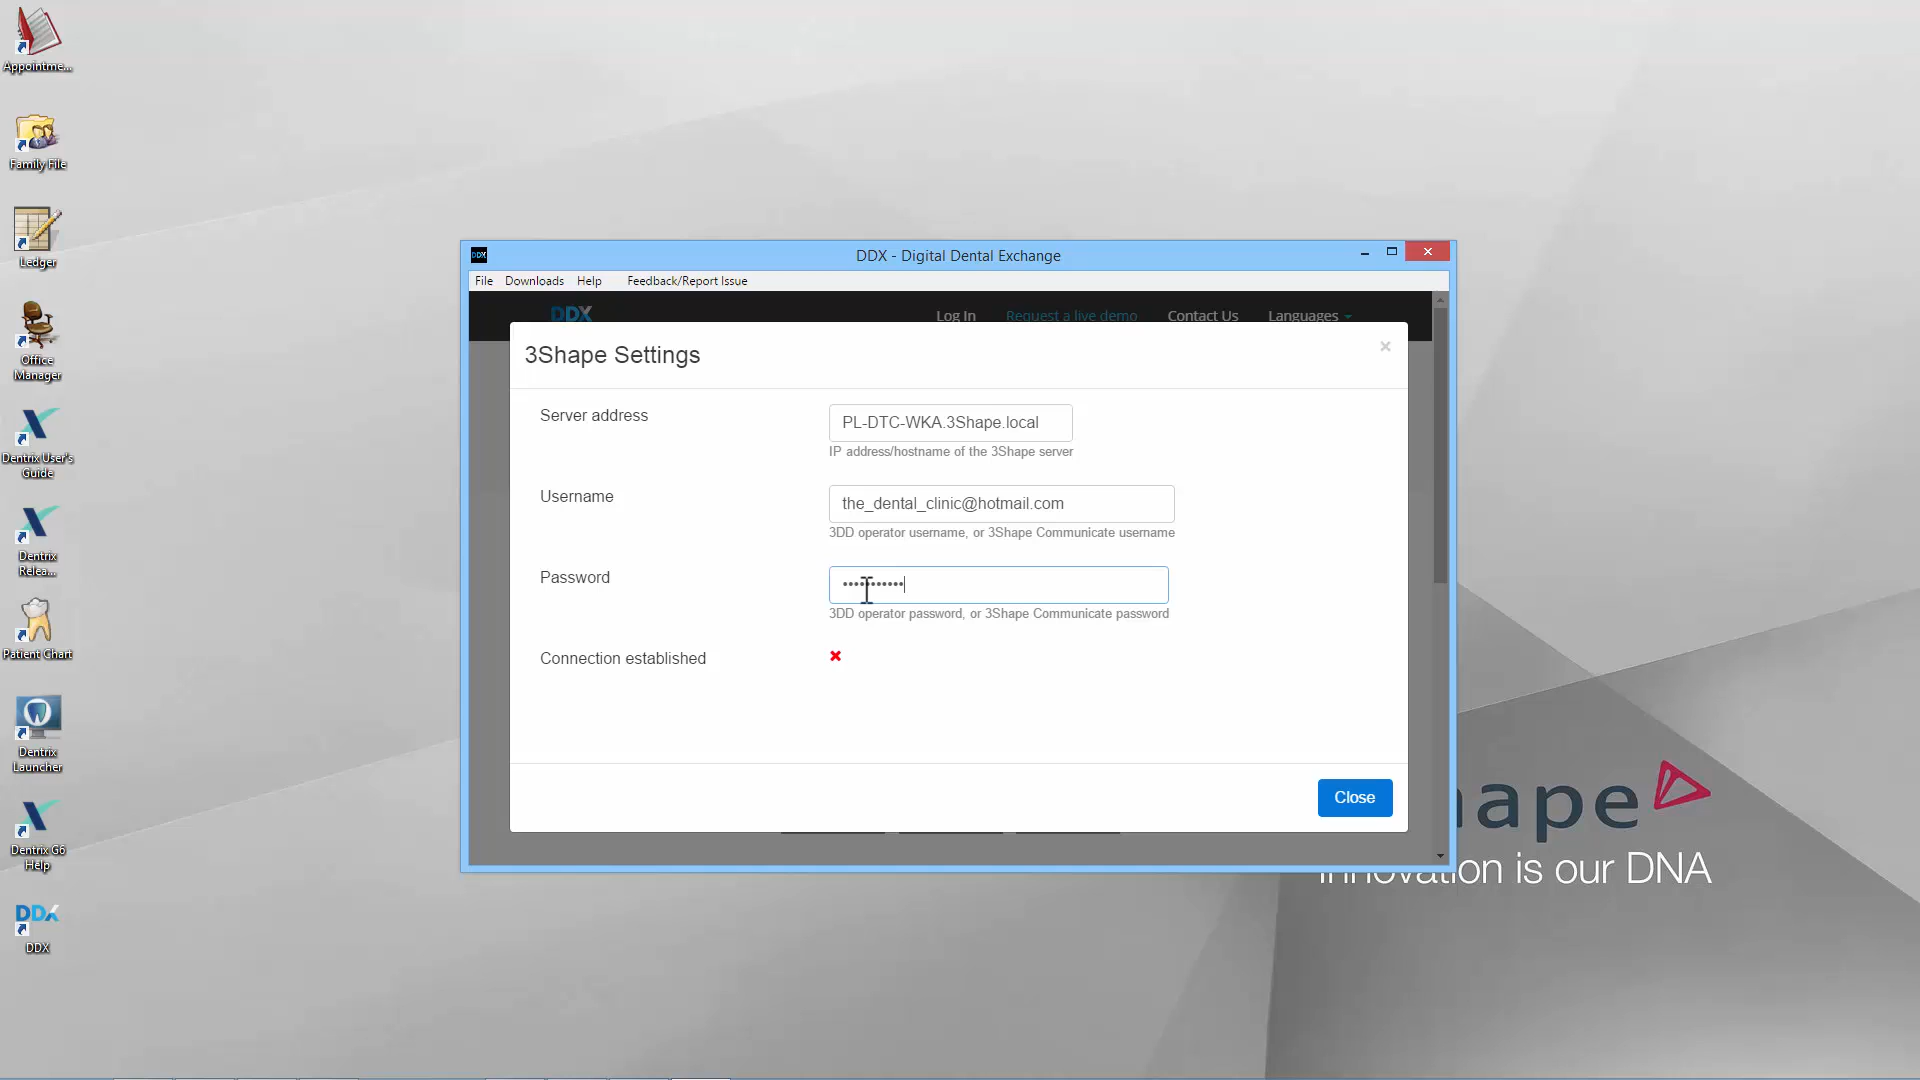 Appointme...
Family File
Ledger
Office
Manager
Dentrix User's
Guide
Dentrix
Relea...
Patient Chart
Dentrix
Launcher
Dentrix G6
Help
DDX
DDX
DDX
DDX - Digital Dental Exchange
File Downloads Help Feedback/Report Issue
DDX Log In Request a live demo Contact Us Languages
3Shape Settings
×
Server address
PL-DTC-WKA.3Shape.local
IP address/hostname of the 3Shape server
Username
the_dental_clinic@hotmail.com
3DD operator username, or 3Shape Communicate username
Password
3DD operator password, or 3Shape Communicate password
Connection established
Close
hape
Innovation is our DNA